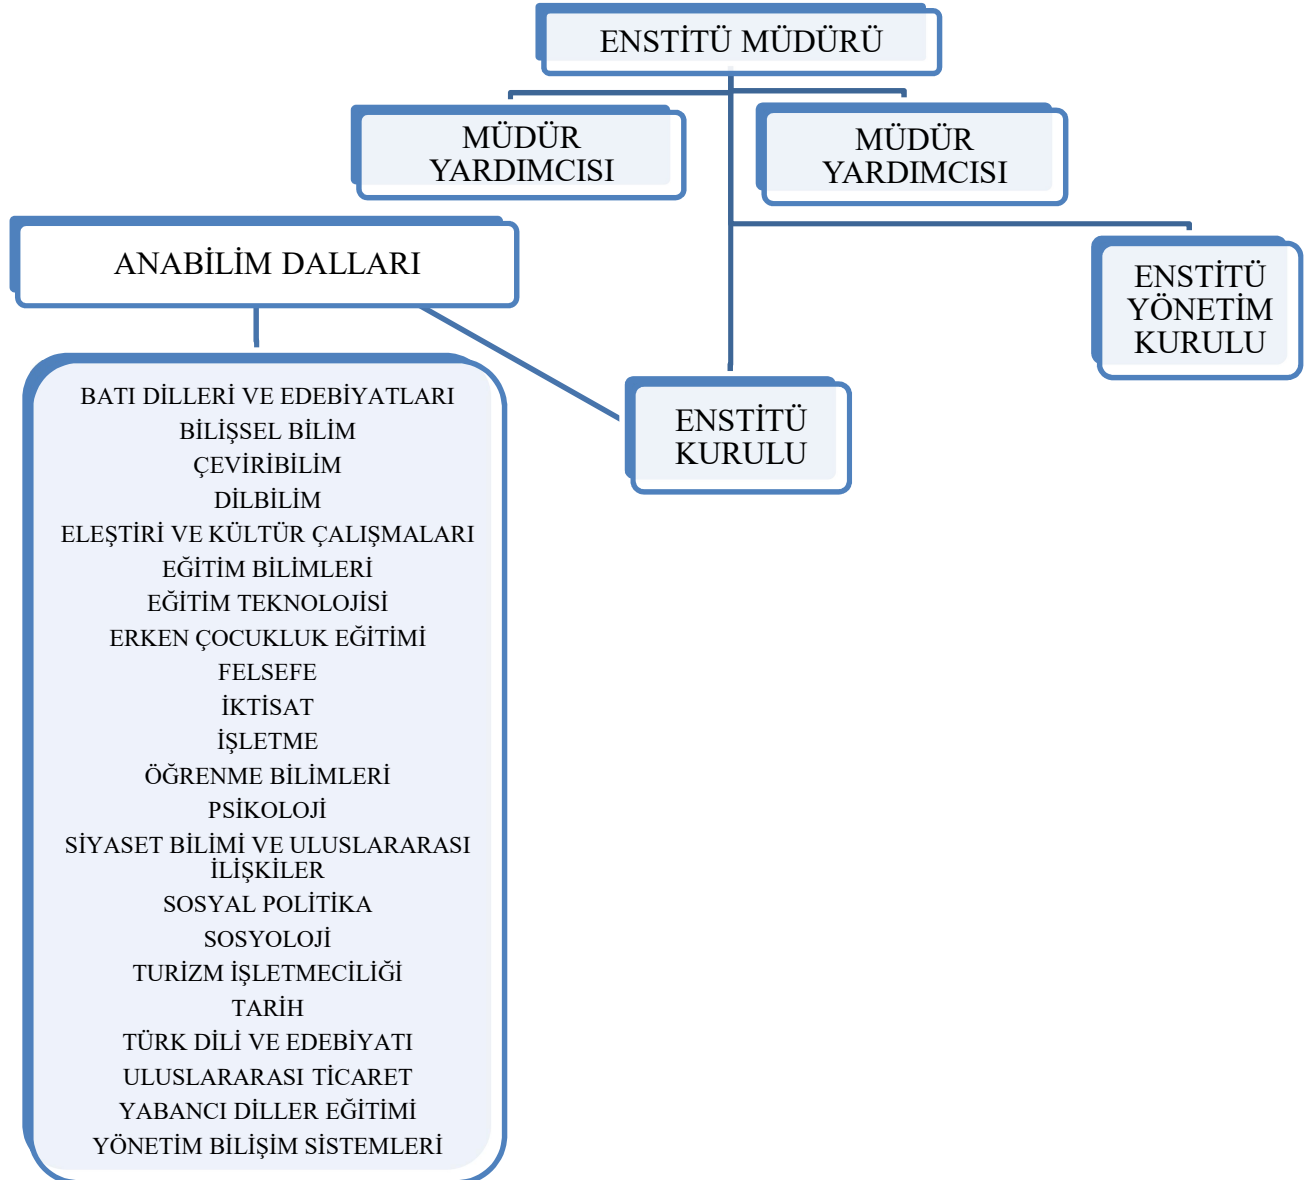 ENSTİTÜ MÜDÜRÜ
MÜDÜR
YARDIMCISI
MÜDÜR
YARDIMCISI
ANABİLİM DALLARI
ENSTİTÜ
YÖNETİM
KURULU
ENSTİTÜ
KURULU
BATI DİLLERİ VE EDEBİYATLARI
BİLİŞSEL BİLİM
ÇEVİRİBİLİM
DİLBİLİM
ELEŞTİRİ VE KÜLTÜR ÇALIŞMALARI
EĞİTİM BİLİMLERİ
EĞİTİM TEKNOLOJİSİ
ERKEN ÇOCUKLUK EĞİTİMİ
FELSEFE
İKTİSAT
İŞLETME
ÖĞRENME BİLİMLERİ
PSİKOLOJİ
SİYASET BİLİMİ VE ULUSLARARASI
İLİŞKİLER
SOSYAL POLİTİKA
SOSYOLOJİ
TURİZM İŞLETMECİLİĞİ
TARİH
TÜRK DİLİ VE EDEBİYATI
ULUSLARARASI TİCARET
YABANCI DİLLER EĞİTİMİ
YÖNETİM BİLİŞİM SİSTEMLERİ